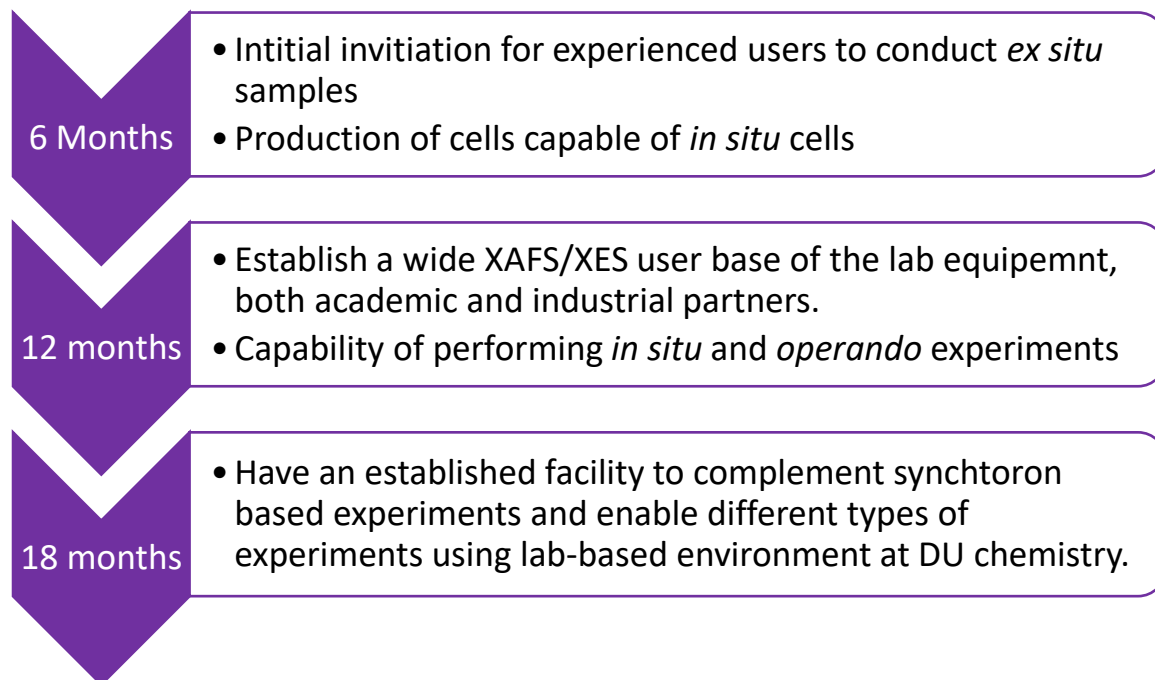 6 Months
• Intitial invitiation for experienced users to conduct ex situ
samples
• Production of cells capable of in situ cells
12 months
• Establish a wide XAFS/XES user base of the lab equipemnt,
both academic and industrial partners.
• Capability of performing in situ and operando experiments
18 months
• Have an established facility to complement synchtoron
based experiments and enable different types of
experiments using lab-based environment at DU chemistry.